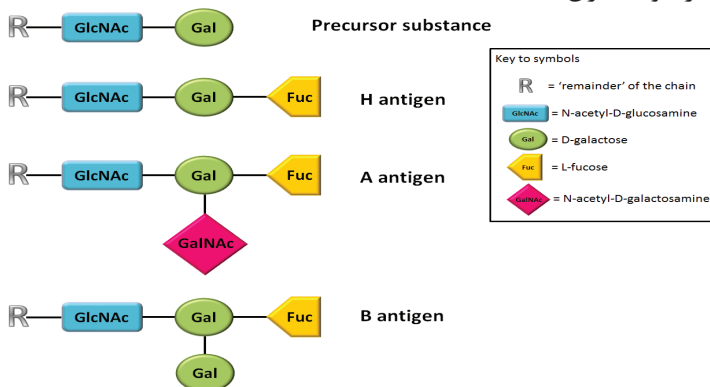 R GlcNAc Gal Precursor substance
R GlcNAc Gal Fuc H antigen
R GlcNAc Gal Fuc A antigen
GalNAc
R GlcNAc Gal Fuc B antigen
Gal
Key to symbols
R = ‘remainder’ of the chain
GlcNAc = N-acetyl-D-glucosamine
Gal = D-galactose
Fuc = L-fucose
GalNAc = N-acetyl-D-galactosamine